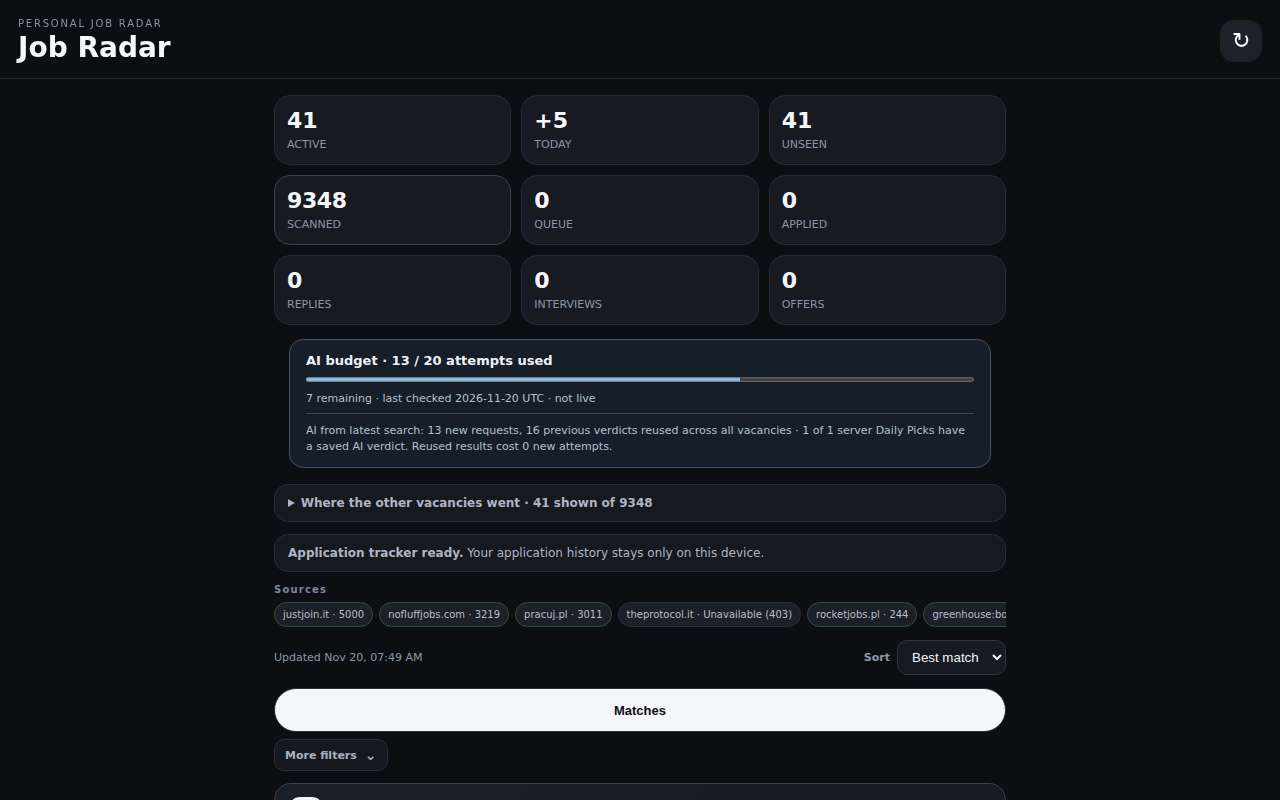 PERSONAL JOB RADAR
Job Radar
↻
41
ACTIVE
+5
TODAY
41
UNSEEN
9348
SCANNED
0
QUEUE
0
APPLIED
0
REPLIES
0
INTERVIEWS
0
OFFERS
AI budget · 13 / 20 attempts used
7 remaining · last checked 2026-11-20 UTC · not live
AI from latest search: 13 new requests, 16 previous verdicts reused across all vacancies · 1 of 1 server Daily Picks have
a saved AI verdict. Reused results cost 0 new attempts.
Where the other vacancies went · 41 shown of 9348
Application tracker ready. Your application history stays only on this device.
Sources
justjoin.it · 5000
nofluffjobs.com · 3219
pracuj.pl · 3011
theprotocol.it · Unavailable (403)
rocketjobs.pl · 244
greenhouse:
Updated Nov 20, 07:49 AM
Sort
Best match
Matches
More filters